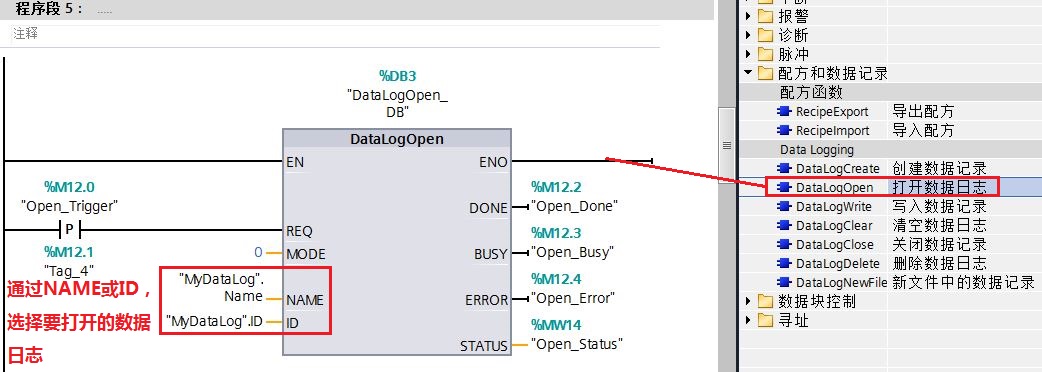 程序段 5： .....
注释
%DB3
"DataLogOpen_
DB"
DataLogOpen
EN
ENO
%M12.0
"Open_Trigger"
P
%M12.1
"Tag_4"
REQ
0
MODE
"MyDataLog".
Name
NAME
"MyDataLog".ID
ID
DONE
%M12.2
"Open_Done"
BUSY
%M12.3
"Open_Busy"
ERROR
%M12.4
"Open_Error"
STATUS
%MW14
"Open_Status"
通过NAME或ID，
选择要打开的数据
日志
报警
诊断
脉冲
配方和数据记录
配方函数
RecipeExport 导出配方
RecipeImport 导入配方
Data Logging
DataLogCreate 创建数据记录
DataLogOpen 打开数据日志
DataLogWrite 写入数据记录
DataLogClear 清空数据日志
DataLogClose 关闭数据记录
DataLogDelete 删除数据日志
DataLogNewFile 新文件中的数据记录
数据块控制
寻址